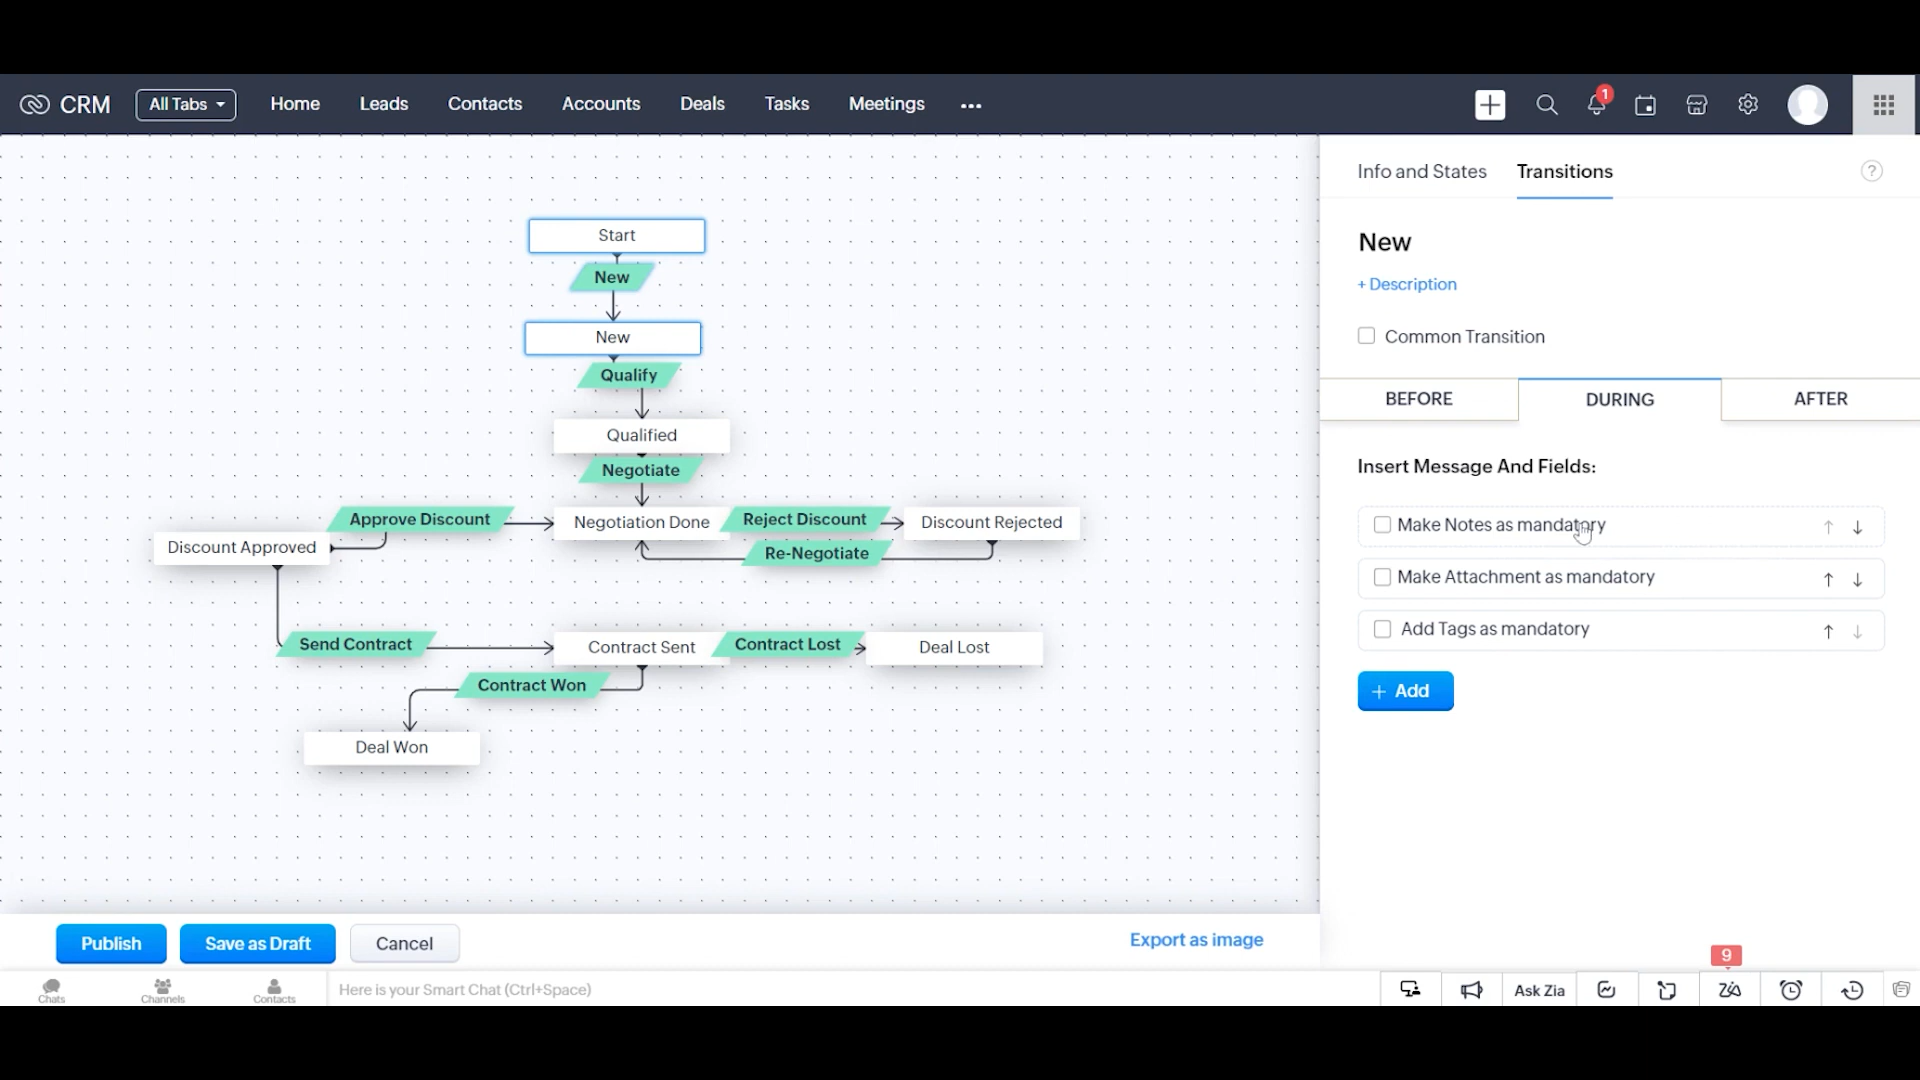 CRM All Tabs Home Leads Contacts Accounts Deals Tasks Meetings ••• 1
Start
New
New
Qualify
Qualified
Negotiate
Approve Discount
Negotiation Done
Reject Discount
Discount Rejected
Discount Approved
Re-Negotiate
Send Contract
Contract Sent
Contract Lost
Deal Lost
Contract Won
Deal Won
Info and States Transitions ?
New
+ Description
Common Transition
BEFORE DURING AFTER
Insert Message And Fields:
Make Notes as mandatory
Make Attachment as mandatory
Add Tags as mandatory
+ Add
Publish Save as Draft Cancel Export as image
9
Chats Channels Contacts Here is your Smart Chat (Ctrl+Space) Ask Zia